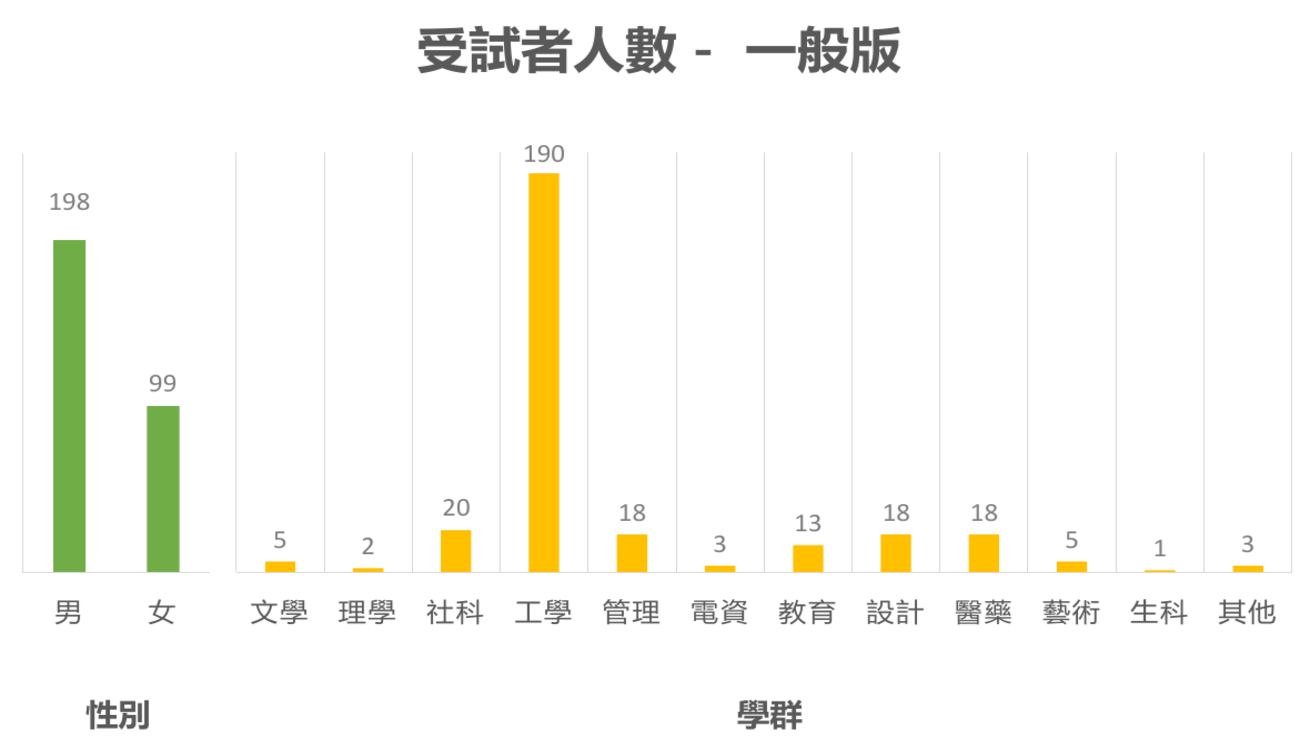 受試者人數 - 一般版
198
99
男
女
性別
5
2
20
190
18
3
13
18
18
5
1
3
文學
理學
社科
工學
管理
電資
教育
設計
醫藥
藝術
生科
其他
學群